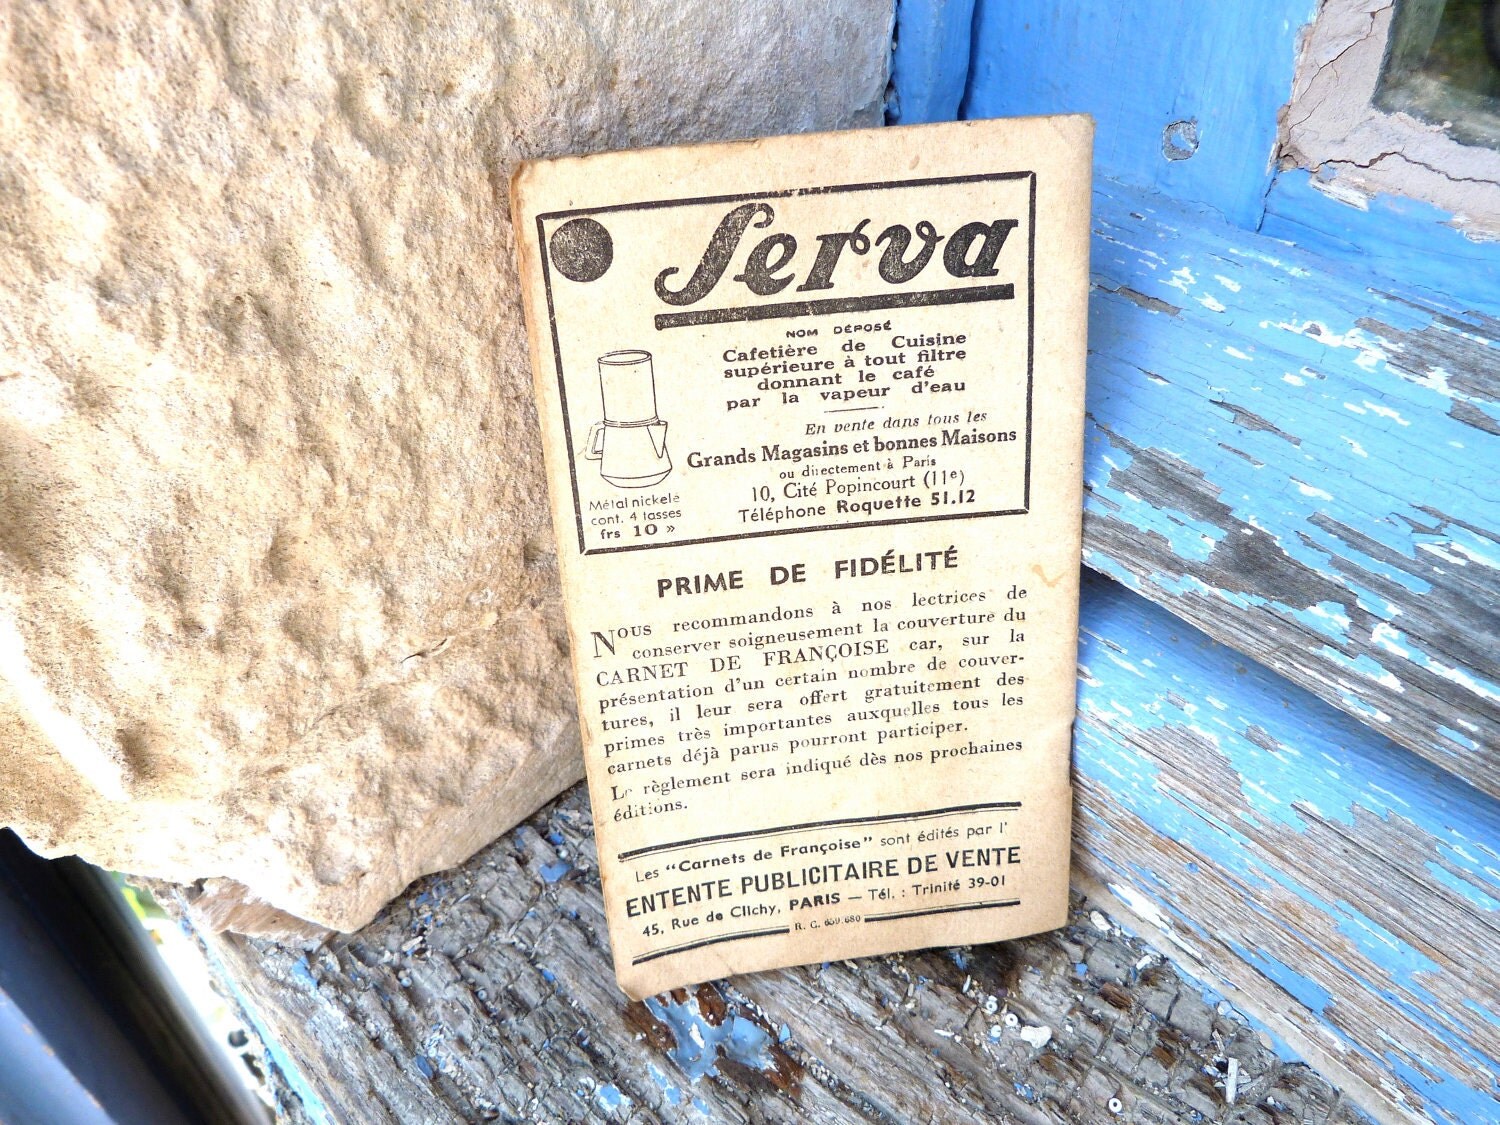 Serva
NOM DÉPOSÉ
Cafetière de Cuisine
supérieure à tout filtre
donnant le café
par la vapeur d'eau
En vente dans tous les
Grands Magasins et bonnes Maisons
ou directement à Paris
10, Cité Popincourt (11e)
Téléphone Roquette 51.12
Métal nickelé
cont. 4 tasses
frs 10 »
PRIME DE FIDÉLITÉ
NOUS recommandons à nos lectrices de
conserver soigneusement la couverture du
CARNET DE FRANÇOISE car, sur la
présentation d'un certain nombre de couver-
tures, il leur sera offert gratuitement des
primes très importantes auxquelles tous les
carnets déjà parus pourront participer.
Le règlement sera indiqué dès nos prochaines
éditions.
Les "Carnets de Françoise" sont édités par l'
ENTENTE PUBLICITAIRE DE VENTE
45, Rue de Clichy, PARIS — Tél. : Trinité 39-01
R. C. 659.680